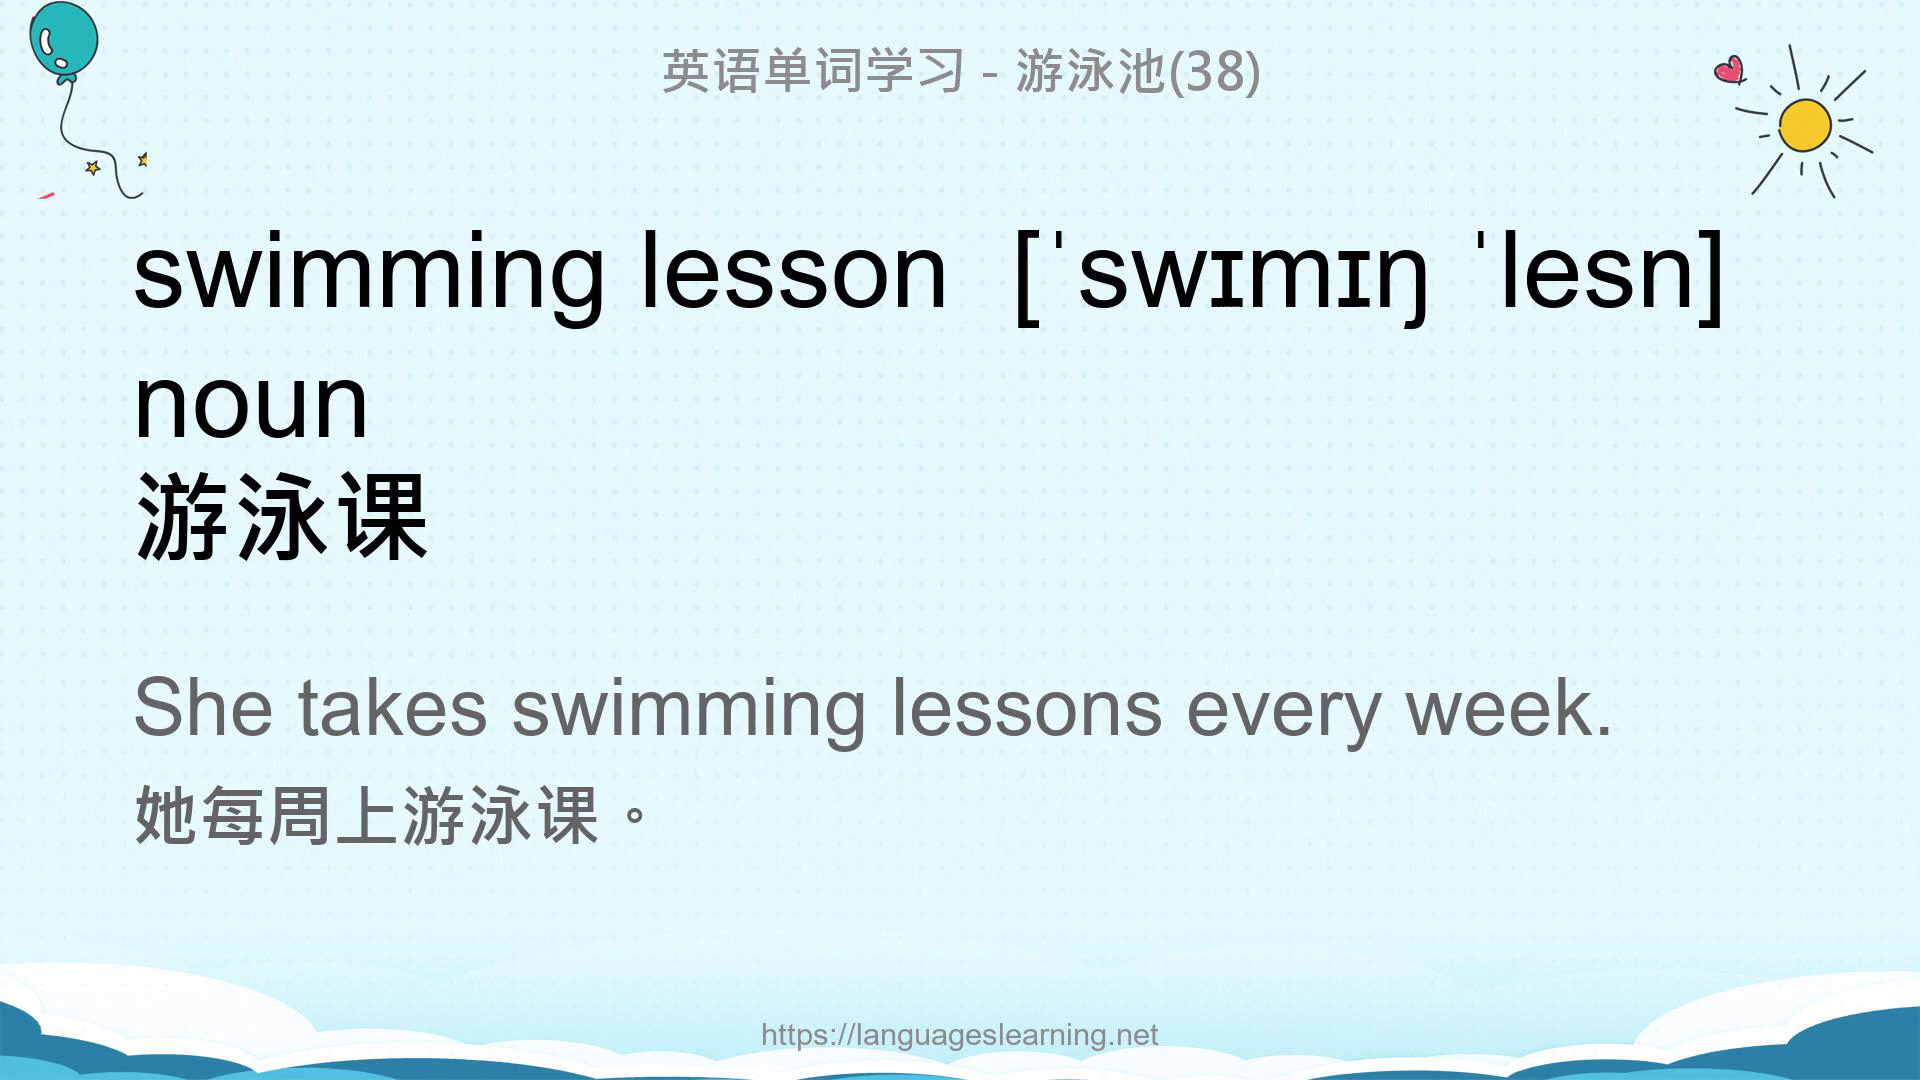 英语单词学习 - 游泳池(38)
swimming lesson [ˈswɪmɪŋ ˈlesn]
noun
游泳课
She takes swimming lessons every week.
她每周上游泳课。
https://languageslearning.net